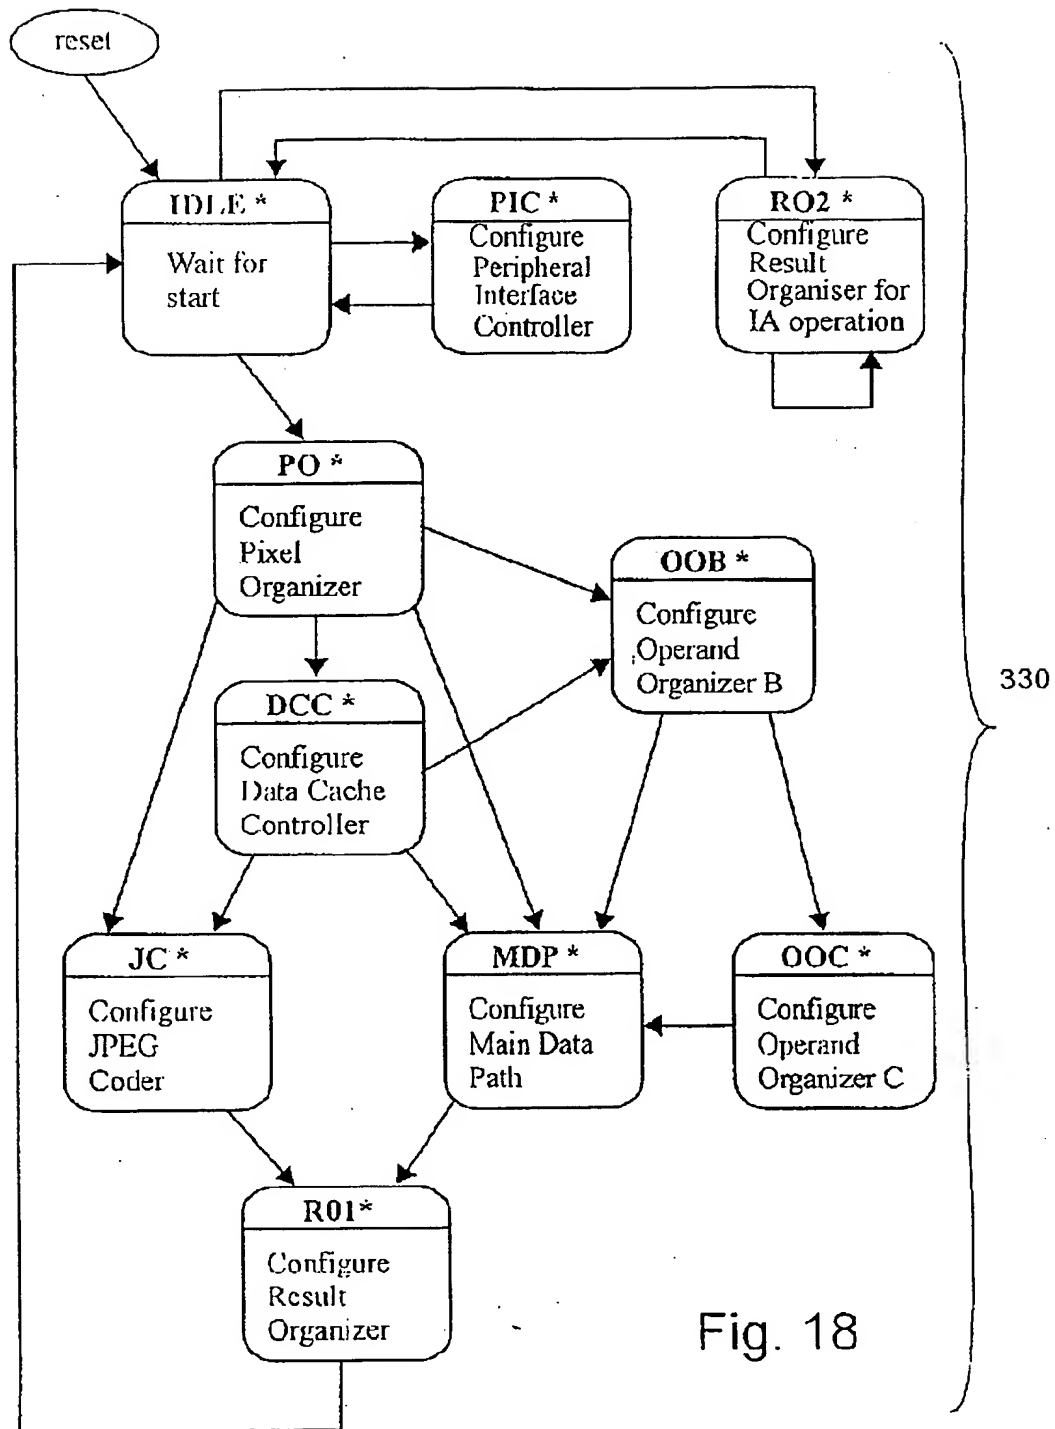 reset
IDLE *
Wait for
start
PIC *
Configure
Peripheral
Interface
Controller
RO2 *
Configure
Result
Organiser for
IA operation
PO *
Configure
Pixel
Organizer
OOB *
Configure
Operand
Organizer B
DCC *
Configure
Data Cache
Controller
330
JC *
Configure
JPEG
Coder
MDP *
Configure
Main Data
Path
OOC *
Configure
Operand
Organizer C
R01*
Configure
Result
Organizer
Fig. 18